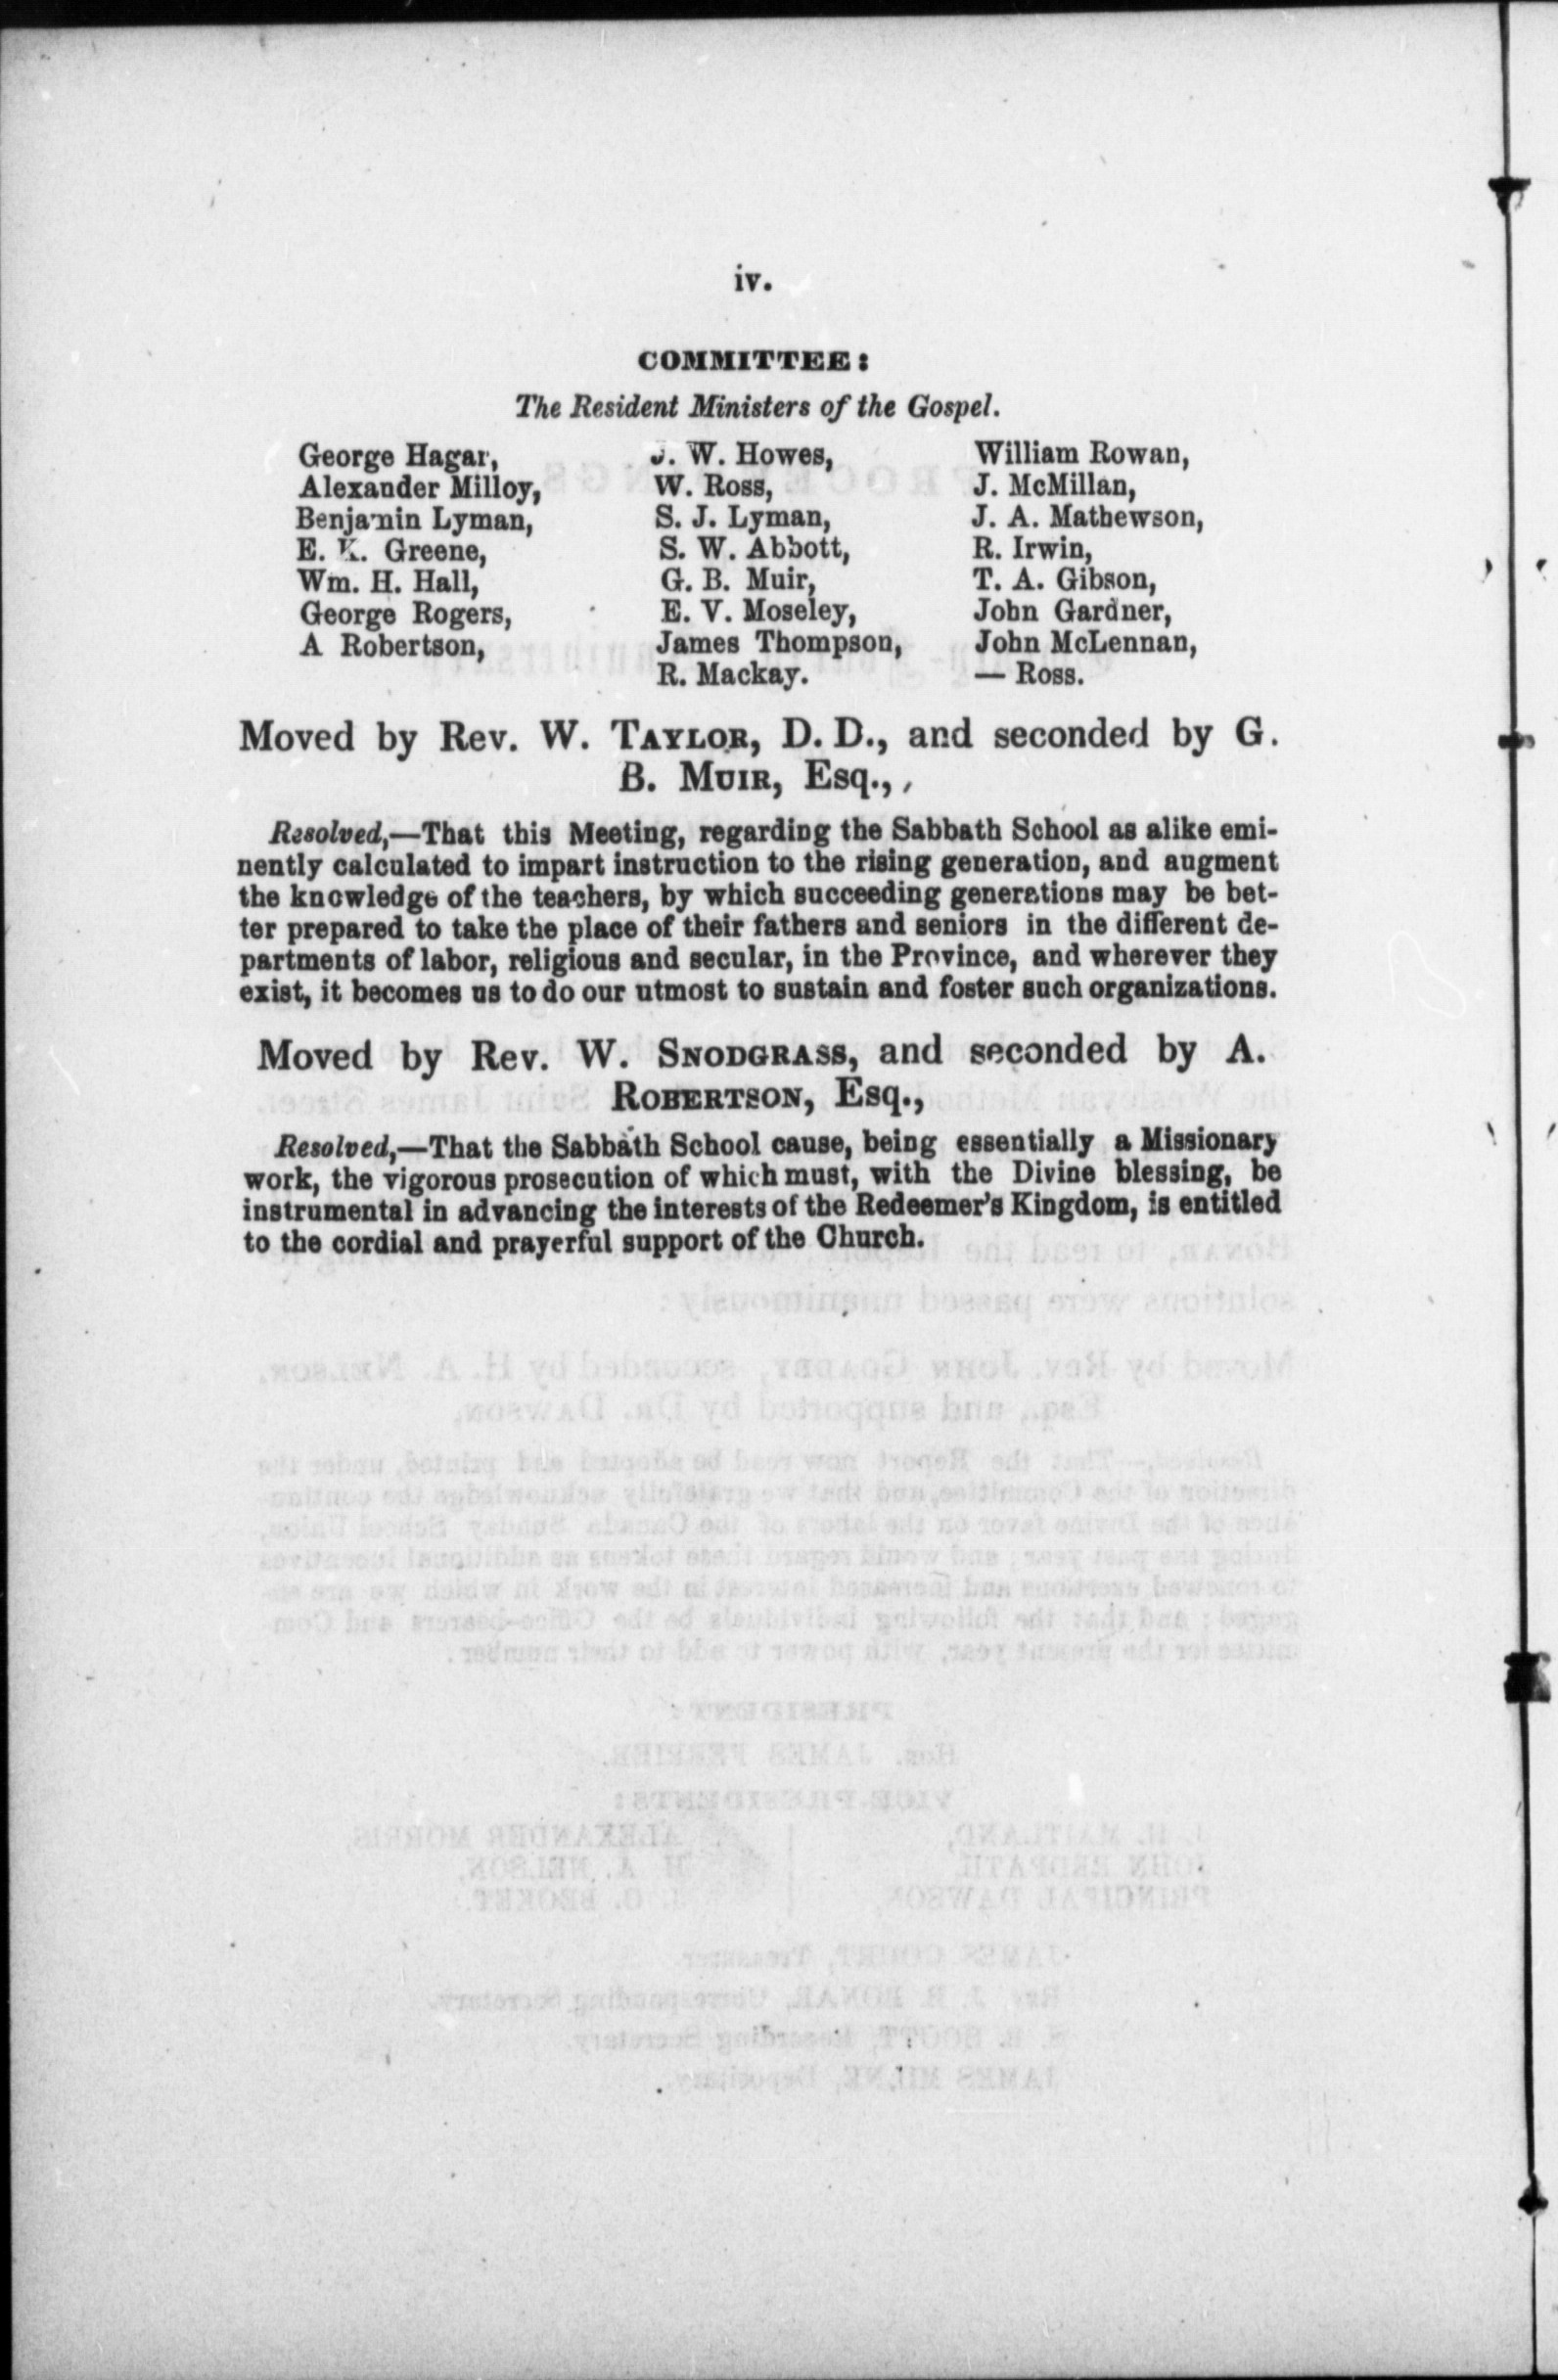 iv.
COMMITTEE:
The Resident Ministers of the Gospel.
George Hagar,
Alexander Milloy,
Benjamin Lyman,
E. K. Greene,
Wm. H. Hall,
George Rogers,
A Robertson,
J. W. Howes,
W. Ross,
S. J. Lyman,
S. W. Abbott,
G. B. Muir,
E. V. Moseley,
James Thompson,
R. Mackay.
William Rowan,
J. McMillan,
J. A. Mathewson,
R. Irwin,
T. A. Gibson,
John Gardner,
John McLennan,
— Ross.
Moved by Rev. W. TAYLOR, D. D., and seconded by G.
B. MUIR, Esq.,
Resolved,—That this Meeting, regarding the Sabbath School as alike emi-
nently calculated to impart instruction to the rising generation, and augment
the knowledge of the teachers, by which succeeding generations may be bet-
ter prepared to take the place of their fathers and seniors in the different de-
partments of labor, religious and secular, in the Province, and wherever they
exist, it becomes us to do our utmost to sustain and foster such organizations.
Moved by Rev. W. SNODGRASS, and seconded by A.
ROBERTSON, Esq.,
Resolved,—That the Sabbath School cause, being essentially a Missionary
work, the vigorous prosecution of which must, with the Divine blessing, be
instrumental in advancing the interests of the Redeemer's Kingdom, is entitled
to the cordial and prayerful support of the Church.